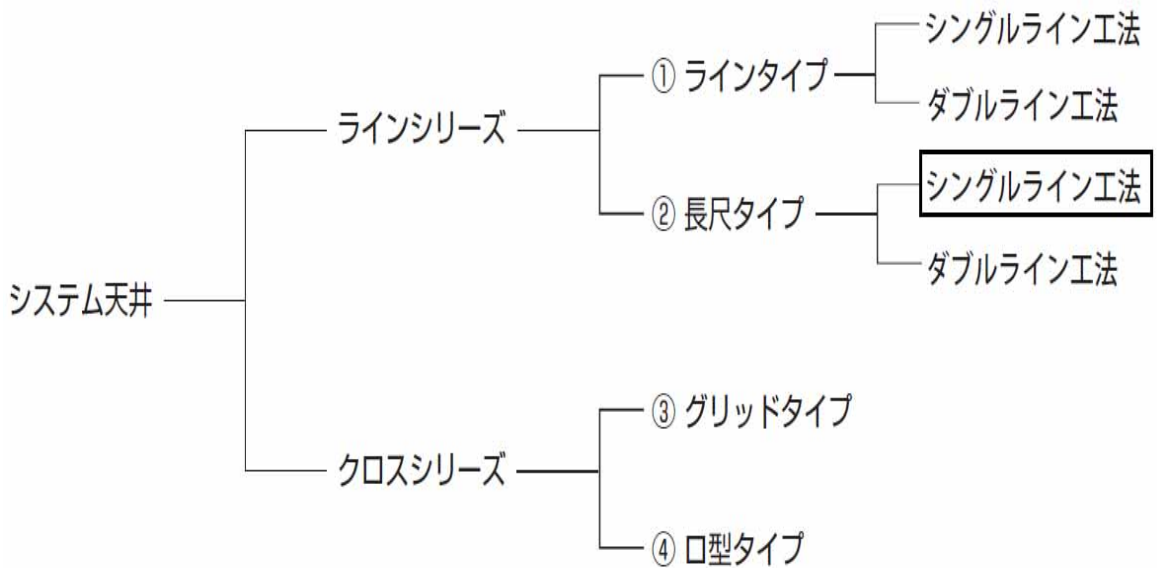 システム天井
ラインシリーズ
① ラインタイプ
シングルライン工法
ダブルライン工法
② 長尺タイプ
シングルライン工法
ダブルライン工法
クロスシリーズ
③ グリッドタイプ
④ ロ型タイプ